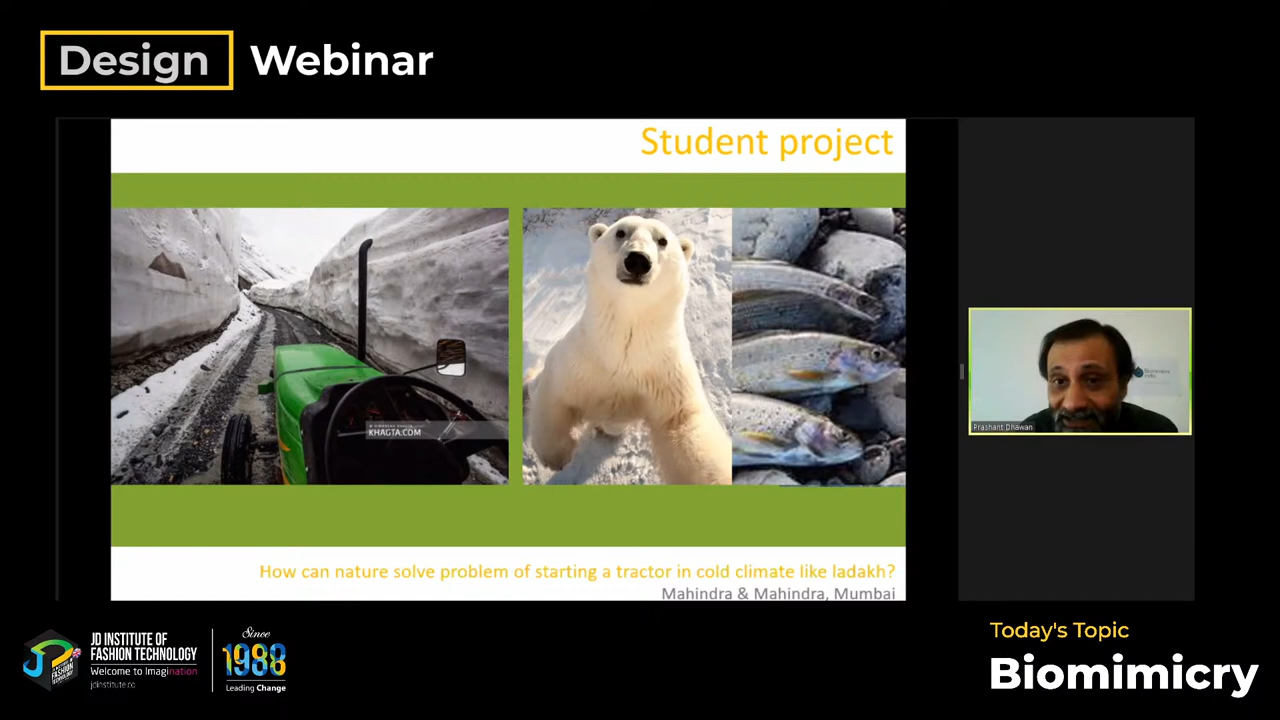 Design Webinar
Student project
KHAGTA.COM
Prashant Dhawan
How can nature solve problem of starting a tractor in cold climate like ladakh?
Mahindra & Mahindra, Mumbai
JD INSTITUTE OF
FASHION TECHNOLOGY
Welcome to Imagination
jdinstitute.co
Since
1988
Leading Change
Today's Topic
Biomimicry